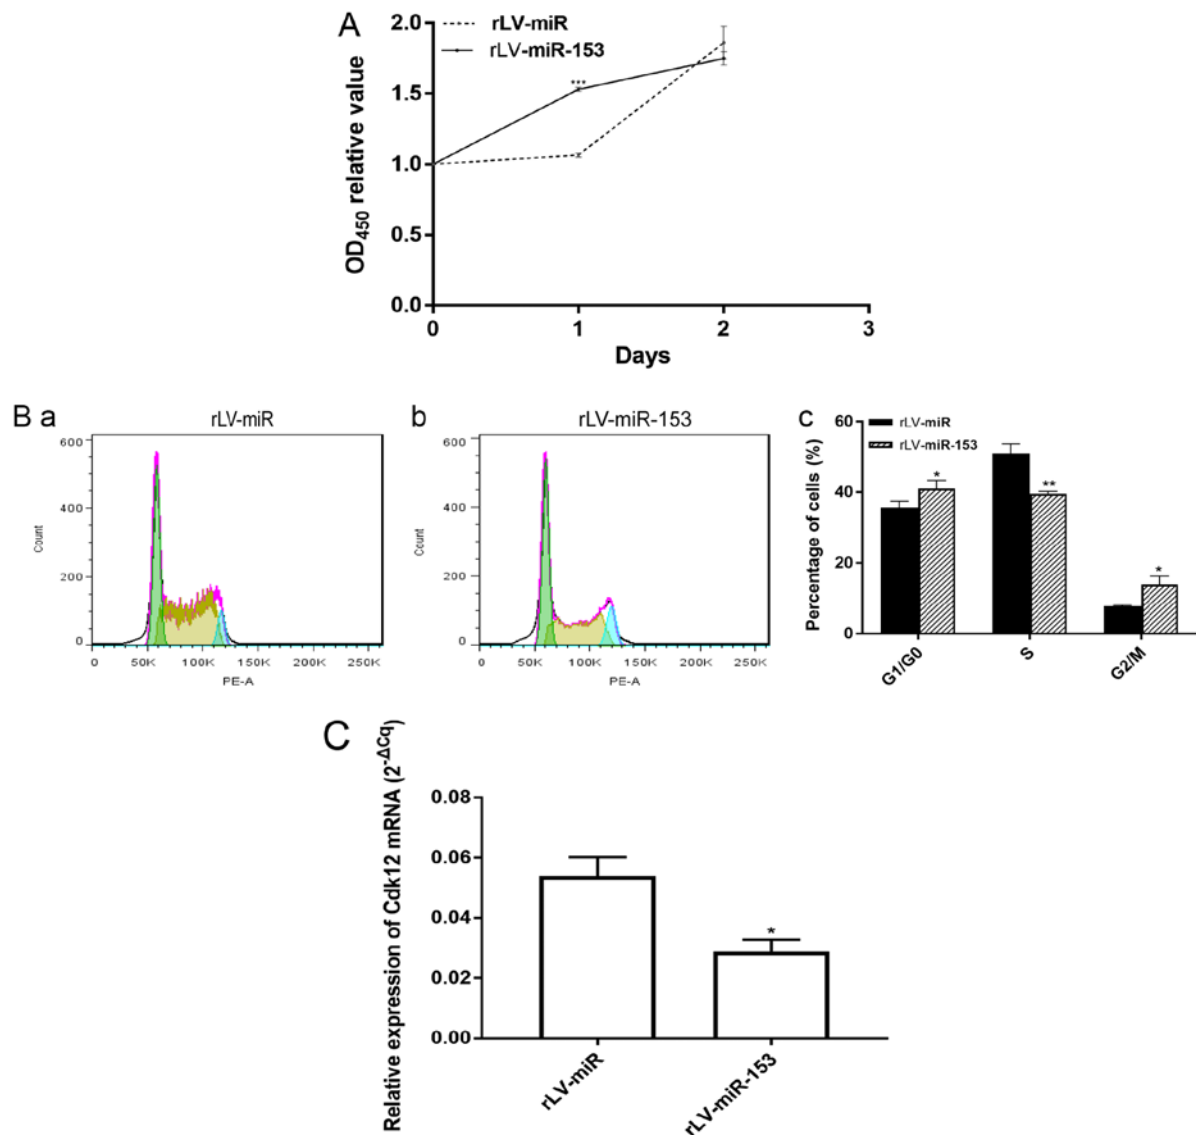 A
rLV-miR
rLV-miR-153
2.0
1.5
1.0
0.5
0.0
OD450 relative value
***
0 1 2 3
Days
B a
rLV-miR
600
400
200
0
Count
0 50K 100K 150K 200K 250K
PE-A
b
rLV-miR-153
600
400
200
0
Count
0 50K 100K 150K 200K 250K
PE-A
c
rLV-miR
rLV-miR-153
60
40
20
0
Percentage of cells (%)
*
**
*
G1/G0
S
G2/M
C
Relative expression of Cdk12 mRNA (2-ΔCq)
0.08
0.06
0.04
0.02
0.00
*
rLV-miR
rLV-miR-153